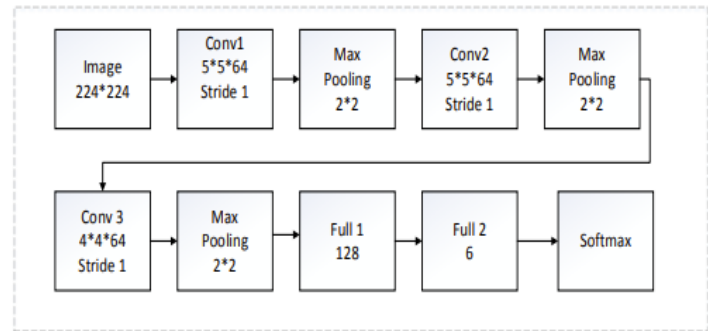 Image
224*224
Conv1
5*5*64
Stride 1
Max
Pooling
2*2
Conv2
5*5*64
Stride 1
Max
Pooling
2*2
Conv 3
4*4*64
Stride 1
Max
Pooling
2*2
Full 1
128
Full 2
6
Softmax